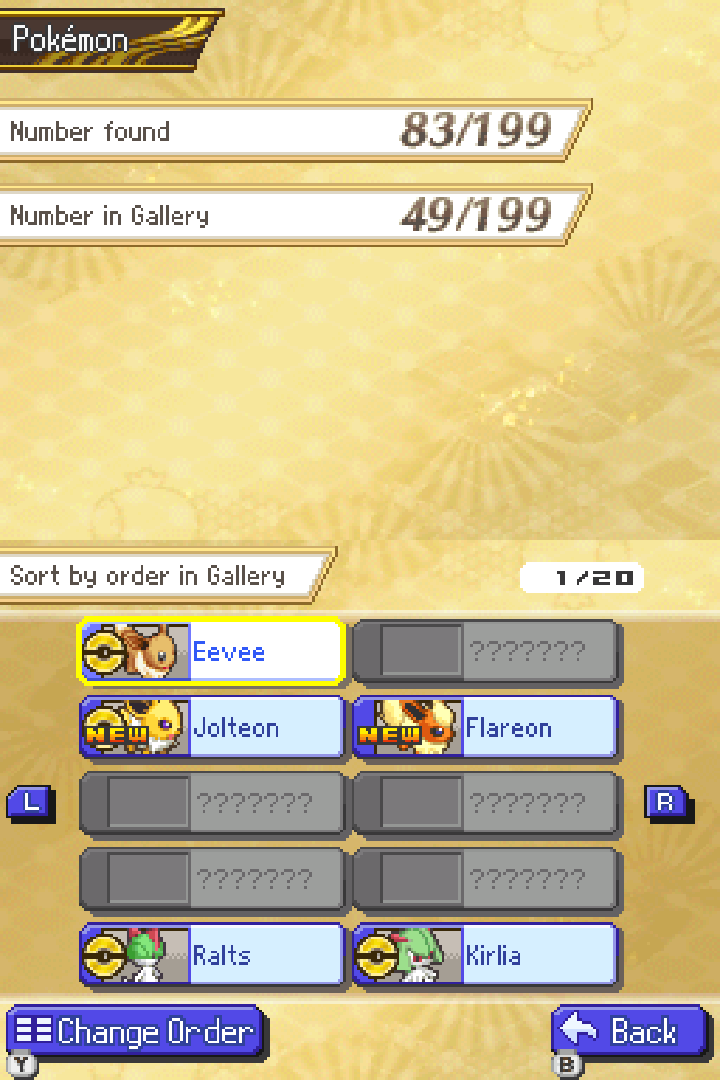 Pokémon
Number found 83/199
Number in Gallery 49/199
Sort by order in Gallery 1/20
Eevee ???????
NEW Jolteon NEW Flareon
L ??????? ??????? R
??????? ???????
Ralts Kirlia
Change Order Back
Y B